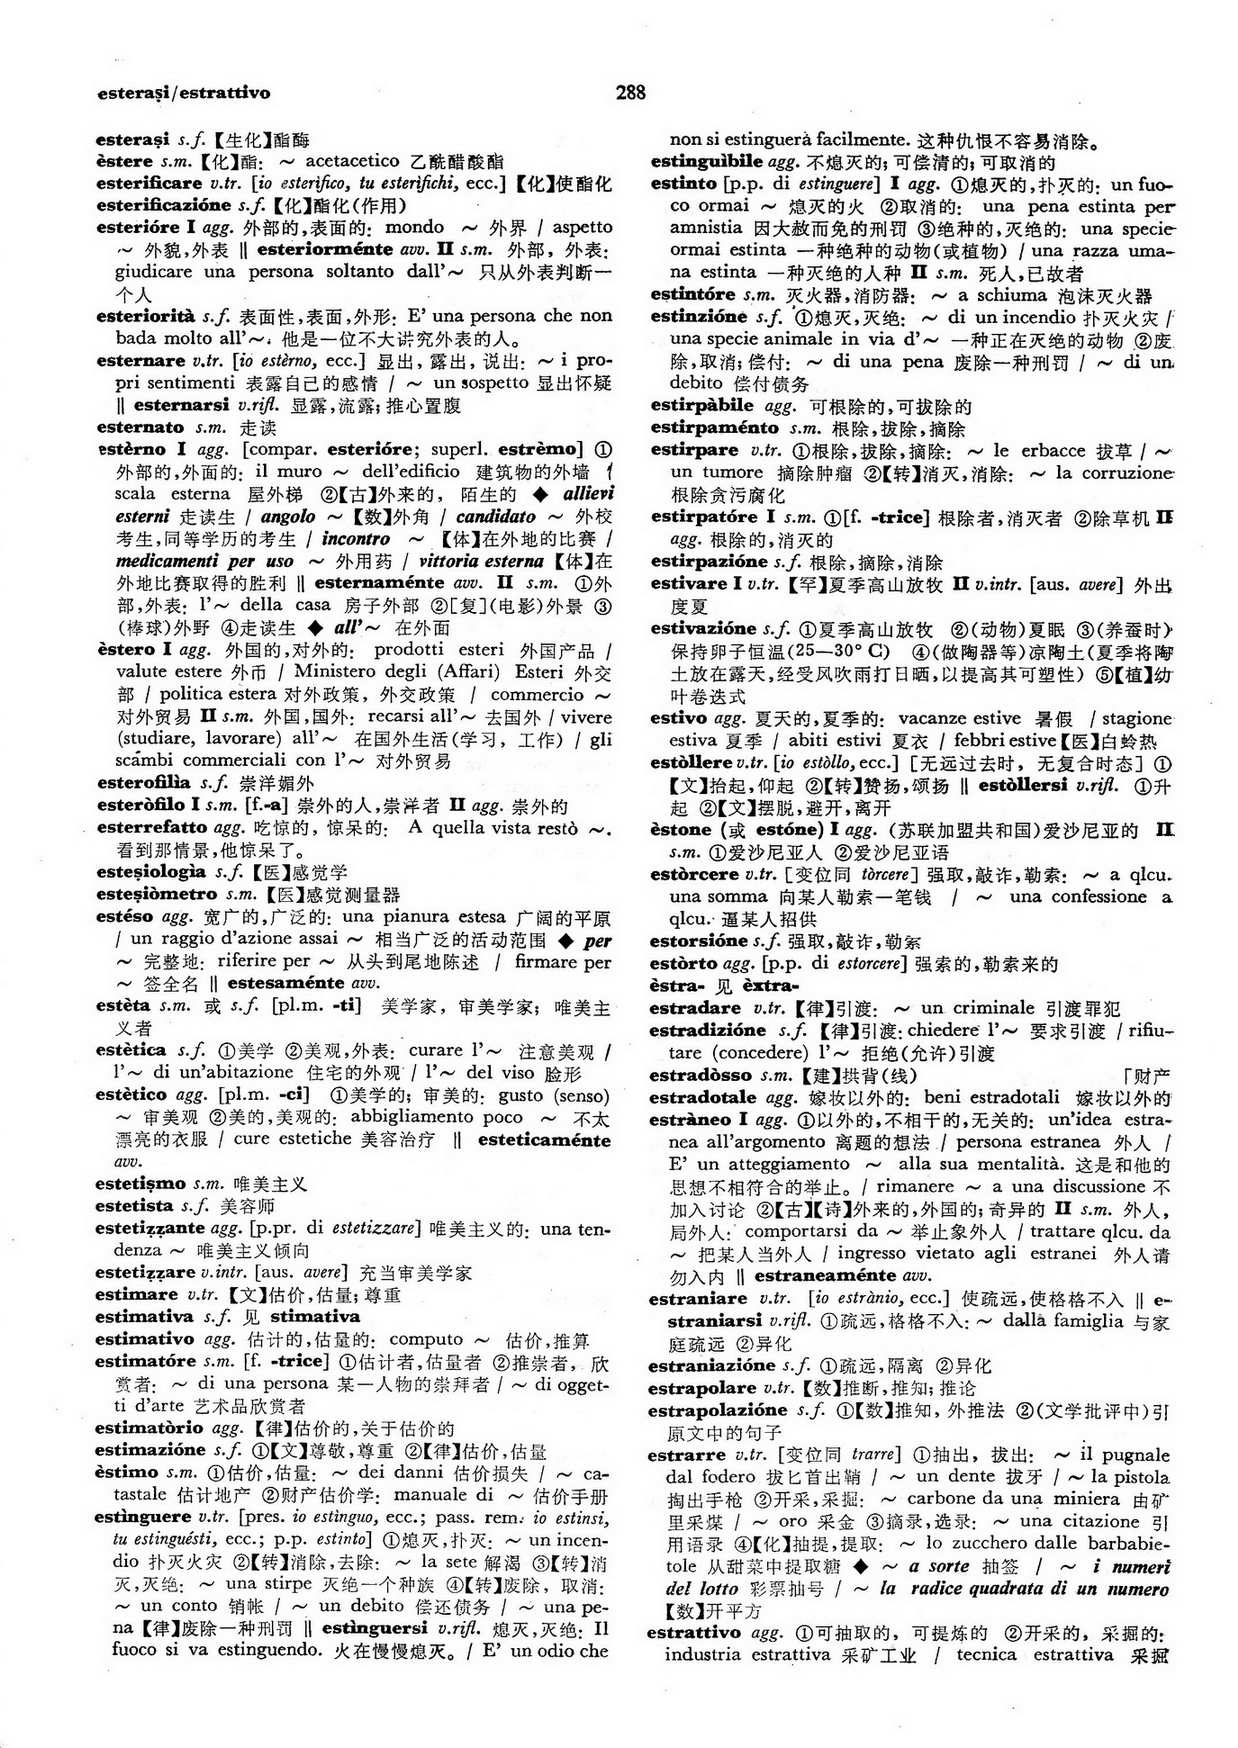 esteraṣi/estrattivo
288
esteraṣi s.f.【生化】酯酶
èstere s.m.【化】酯: ～ acetacetico 乙酰醋酸酯
esterificare v.tr. [io esterifico, tu esterifichi, ecc.]【化】使酯化
esterificazióne s.f.【化】酯化(作用)
esterióre I agg. 外部的,表面的: mondo ～ 外界 / aspetto
～ 外貌,外表 ‖ esteriorménte avv. II s.m. 外部, 外表:
giudicare una persona soltanto dall'～ 只从外表判断一
个人
esteriorità s.f. 表面性,表面,外形: E' una persona che non
bada molto all'～. 他是一位不大讲究外表的人。
esternare v.tr. [io estèrno, ecc.] 显出, 露出, 说出: ～ i pro-
pri sentimenti 表露自己的感情 / ～ un sospetto 显出怀疑
‖ esternarsi v.rifl. 显露,流露; 推心置腹
esternato s.m. 走读
estèrno I agg. [compar. esterióre; superl. estrèmo] ①
外部的,外面的: il muro ～ dell'edificio 建筑物的外墙 /
scala esterna 屋外梯 ②【古】外来的, 陌生的 ◆ allievi
esterni 走读生 / angolo ～【数】外角 / candidato ～ 外校
考生,同等学历的考生 / incontro ～ 【体】在外地的比赛 /
medicamenti per uso ～ 外用药 / vittoria esterna【体】在
外地比赛取得的胜利 ‖ esternaménte avv. II s.m. ①外
部,外表: l'～ della casa 房子外部 ②[复](电影)外景 ③
(棒球)外野 ④走读生 ◆ all'～ 在外面
èstero I agg. 外国的,对外的: prodotti esteri 外国产品 /
valute estere 外币 / Ministero degli (Affari) Esteri 外交
部 / politica estera 对外政策, 外交政策 / commercio ～
对外贸易 II s.m. 外国,国外: recarsi all'～ 去国外 / vivere
(studiare, lavorare) all'～ 在国外生活(学习, 工作) / gli
scámbi commerciali con l'～ 对外贸易
esterofilìa s.f. 崇洋媚外
esteròfilo I s.m. [f.-a] 崇外的人,崇洋者 II agg. 崇外的
esterrefatto agg. 吃惊的, 惊呆的: A quella vista restò ～.
看到那情景,他惊呆了。
esteṣiologìa s.f.【医】感觉学
esteṣiòmetro s.m.【医】感觉测量器
estéso agg. 宽广的,广泛的: una pianura estesa 广阔的平原
/ un raggio d'azione assai ～ 相当广泛的活动范围 ◆ per
～ 完整地: riferire per ～ 从头到尾地陈述 / firmare per
～ 签全名 ‖ estesaménte avv.
estèta s.m. 或 s.f. [pl.m. -ti] 美学家, 审美学家; 唯美主
义者
estètica s.f. ①美学 ②美观,外表: curare l'～ 注意美观 /
l'～ di un'abitazione 住宅的外观 / l'～ del viso 脸形
estètico agg. [pl.m. -ci] ①美学的; 审美的: gusto (senso)
～ 审美观 ②美的,美观的: abbigliamento poco ～ 不太
漂亮的衣服 / cure estetiche 美容治疗 ‖ esteticaménte
avv.
estetiṣmo s.m. 唯美主义
estetista s.f. 美容师
estetiẓẓante agg. [p.pr. di estetizzare] 唯美主义的: una ten-
denza ～ 唯美主义倾向
estetiẓẓare v.intr. [aus. avere] 充当审美学家
estimare v.tr.【文】估价,估量; 尊重
estimativa s.f. 见 stimativa
estimativo agg. 估计的,估量的: computo ～ 估价,推算
estimatóre s.m. [f. -trice] ①估计者,估量者 ②推崇者, 欣
赏者: ～ di una persona 某一人物的崇拜者 / ～ di ogget-
ti d'arte 艺术品欣赏者
estimatòrio agg.【律】估价的,关于估价的
estimazióne s.f. ①【文】尊敬,尊重 ②【律】估价,估量
èstimo s.m. ①估价,估量: ～ dei danni 估价损失 / ～ ca-
tastale 估计地产 ②财产估价学: manuale di ～ 估价手册
estìnguere v.tr. [pres. io estinguo, ecc.; pass. rem. io estinsi,
tu estinguésti, ecc.; p.p. estinto] ①熄灭,扑灭: ～ un incen-
dio 扑灭火灾 ②【转】消除,去除: ～ la sete 解渴 ③【转】消
灭,灭绝: ～ una stirpe 灭绝一个种族 ④【转】废除, 取消:
～ un conto 销帐 / ～ un debito 偿还债务 / ～ una pe-
na【律】废除一种刑罚 ‖ estìnguersi v.rifl. 熄灭,灭绝: Il
fuoco si va estinguendo. 火在慢慢熄灭。/ E' un odio che
non si estinguerà facilmente. 这种仇恨不容易消除。
estinguìbile agg. 不熄灭的; 可偿清的; 可取消的
estinto [p.p. di estinguere] I agg. ①熄灭的,扑灭的: un fuo-
co ormai ～ 熄灭的火 ②取消的: una pena estinta per
amnistia 因大赦而免的刑罚 ③绝种的,灭绝的: una specie
ormai estinta 一种绝种的动物(或植物) / una razza uma-
na estinta 一种灭绝的人种 II s.m. 死人,已故者
estintóre s.m. 灭火器,消防器: ～ a schiuma 泡沫灭火器
estinzióne s.f. ①熄灭,灭绝: ～ di un incendio 扑灭火灾 /
una specie animale in via d'～ 一种正在灭绝的动物 ②废
除,取消; 偿付: ～ di una pena 废除一种刑罚 / ～ di un
debito 偿付债务
estirpàbile agg. 可根除的,可拔除的
estirpaménto s.m. 根除,拔除,摘除
estirpare v.tr. ①根除,拔除,摘除: ～ le erbacce 拔草 / ～
un tumore 摘除肿瘤 ②【转】消灭,消除: ～ la corruzione
根除贪污腐化
estirpatóre I s.m. ①[f. -trice] 根除者,消灭者 ②除草机 II
agg. 根除的,消灭的
estirpazióne s.f. 根除,摘除,消除
estivare I v.tr.【罕】夏季高山放牧 II v.intr. [aus. avere] 外出
度夏
estivazióne s.f. ①夏季高山放牧 ②(动物)夏眠 ③(养蚕时)
保持卵子恒温(25—30° C) ④(做陶器等)凉陶土(夏季将陶
土放在露天,经受风吹雨打日晒,以提高其可塑性) ⑤【植】幼
叶卷迭式
estivo agg. 夏天的,夏季的: vacanze estive 暑假 / stagione
estiva 夏季 / abiti estivi 夏衣 / febbri estive【医】白蛉热
estòllere v.tr. [io estòllo, ecc.] [无远过去时, 无复合时态] ①
【文】抬起,仰起 ②【转】赞扬,颂扬 ‖ estòllersi v.rifl. ①升
起 ②【文】摆脱,避开,离开
èstone (或 estóne) I agg. (苏联加盟共和国)爱沙尼亚的 II
s.m. ①爱沙尼亚人 ②爱沙尼亚语
estòrcere v.tr. [变位同 tòrcere] 强取,敲诈,勒索: ～ a qlcu.
una somma 向某人勒索一笔钱 / ～ una confessione a
qlcu. 逼某人招供
estorsióne s.f. 强取,敲诈,勒索
estòrto agg. [p.p. di estorcere] 强索的,勒索来的
èstra- 见 èxtra-
estradare v.tr.【律】引渡: ～ un criminale 引渡罪犯
estradizióne s.f.【律】引渡: chiedere l'～ 要求引渡 / rifiu-
tare (concedere) l'～ 拒绝(允许)引渡
estradòsso s.m.【建】拱背(线) 「财产
estradotale agg. 嫁妆以外的: beni estradotali 嫁妆以外的
estràneo I agg. ①以外的,不相干的,无关的: un'idea estra-
nea all'argomento 离题的想法 / persona estranea 外人 /
E' un atteggiamento ～ alla sua mentalità. 这是和他的
思想不相符合的举止。/ rimanere ～ a una discussione 不
加入讨论 ②【古】【诗】外来的,外国的; 奇异的 II s.m. 外人,
局外人: comportarsi da ～ 举止象外人 / trattare qlcu. da
～ 把某人当外人 / ingresso vietato agli estranei 外人请
勿入内 ‖ estraneaménte avv.
estraniare v.tr. [io estrànio, ecc.] 使疏远,使格格不入 ‖ e-
straniarsi v.rifl. ①疏远,格格不入: ～ dalla famiglia 与家
庭疏远 ②异化
estraniazióne s.f. ①疏远,隔离 ②异化
estrapolare v.tr.【数】推断,推知; 推论
estrapolazióne s.f. ①【数】推知, 外推法 ②(文学批评中)引
原文中的句子
estrarre v.tr. [变位同 trarre] ①抽出, 拔出: ～ il pugnale
dal fodero 拔匕首出鞘 / ～ un dente 拔牙 / ～ la pistola
掏出手枪 ②开采,采掘: ～ carbone da una miniera 由矿
里采煤 / ～ oro 采金 ③摘录,选录: ～ una citazione 引
用语录 ④【化】抽提,提取: ～ lo zucchero dalle barbabie-
tole 从甜菜中提取糖 ◆ ～ a sorte 抽签 / ～ i numeri
del lotto 彩票抽号 / ～ la radice quadrata di un numero
【数】开平方
estrattivo agg. ①可抽取的, 可提炼的 ②开采的, 采掘的:
industria estrattiva 采矿工业 / tecnica estrattiva 采掘